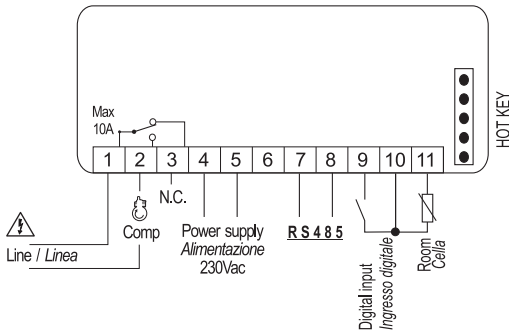 HOT KEY
Max
10A
1 2 3 4 5 6 7 8 9 10 11
N.C.
Comp
Line / Linea
Power supply
Alimentazione
230Vac
RS485
Digital input
Ingresso digitale
Room
Cella